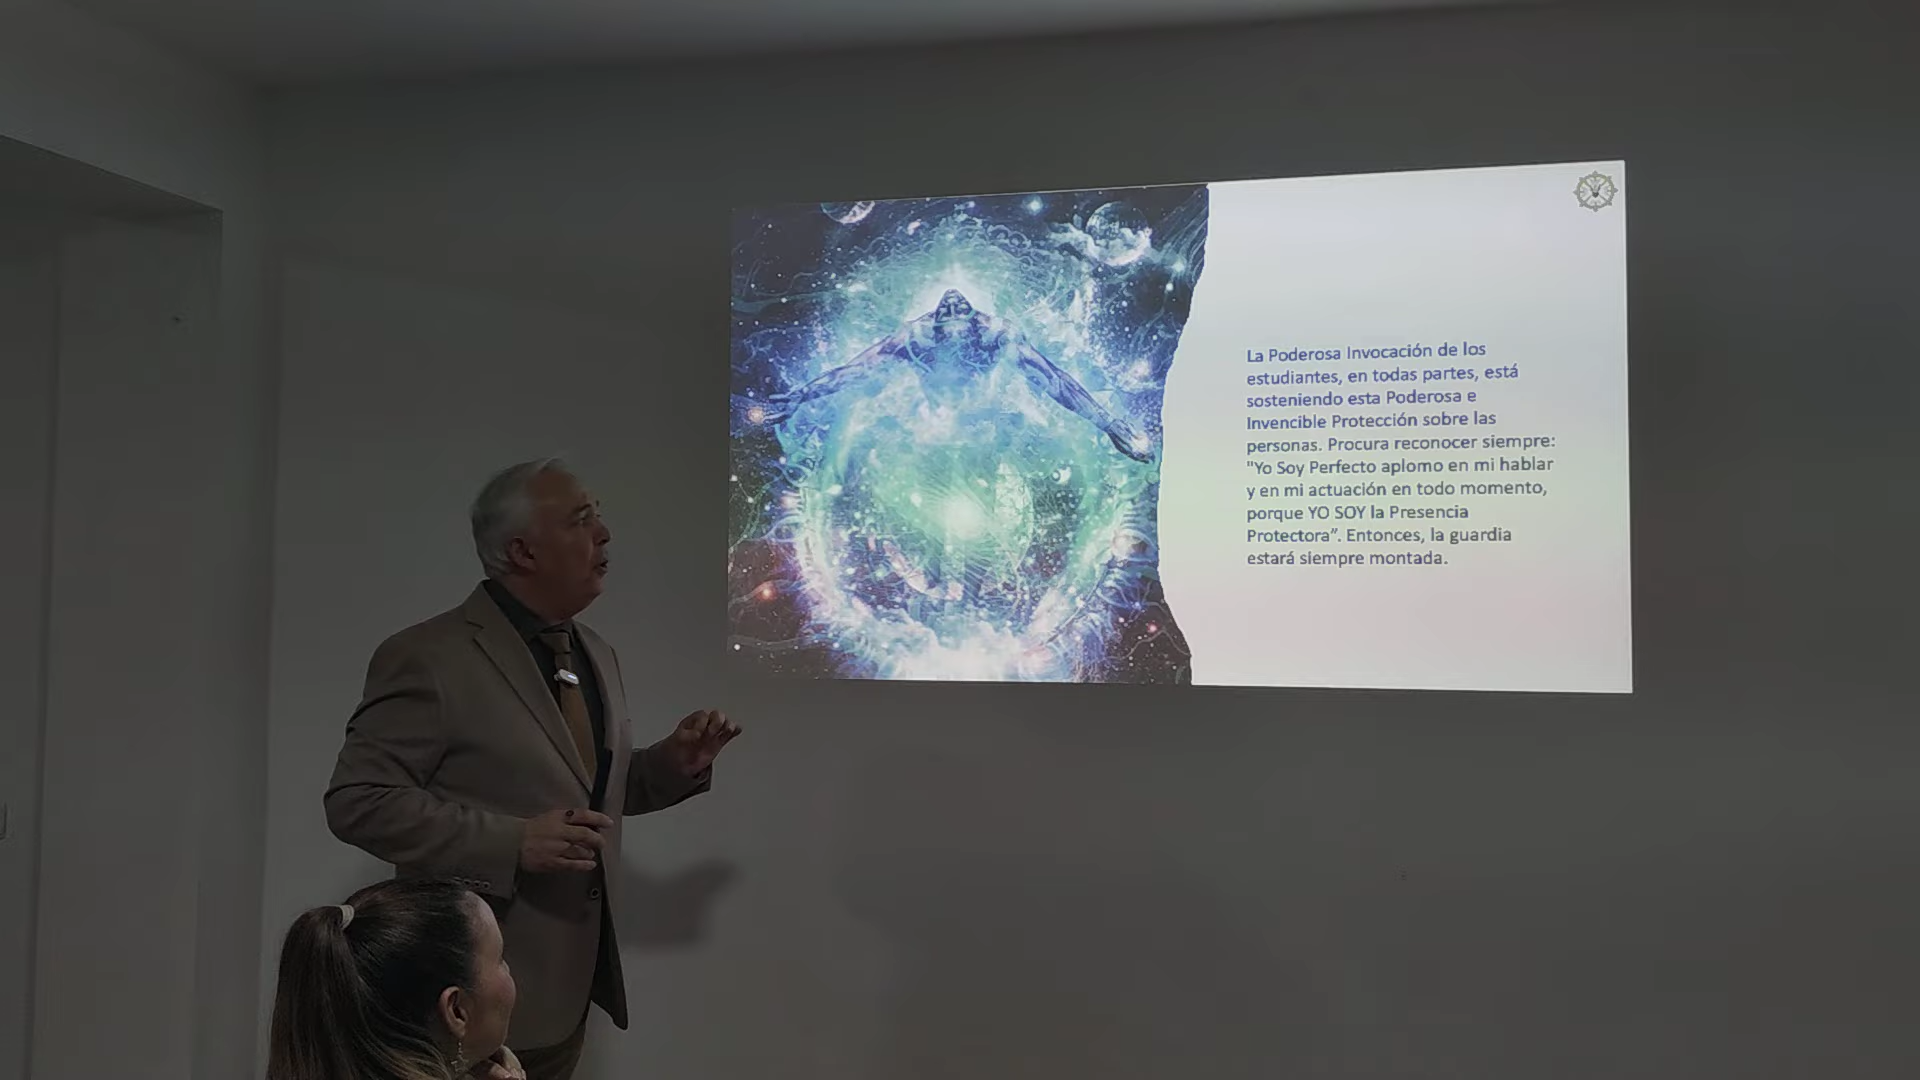 La Poderosa Invocación de los
estudiantes, en todas partes, está
sosteniendo esta Poderosa e
Invencible Protección sobre las
personas. Procura reconocer siempre:
"Yo Soy Perfecto aplomo en mi hablar
y en mi actuación en todo momento,
porque YO SOY la Presencia
Protectora”. Entonces, la guardia
estará siempre montada.